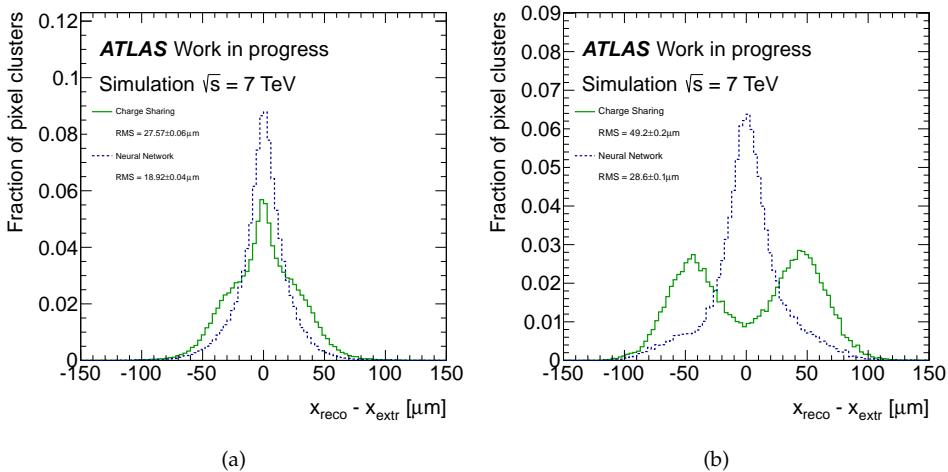 Fraction of pixel clusters
0.12
0.1
0.08
0.06
0.04
0.02
0
ATLAS Work in progress
Simulation √s = 7 TeV
Charge Sharing
RMS = 27.57±0.06μm
Neural Network
RMS = 18.92±0.04μm
-150 -100 -50 0 50 100 150
x_reco - x_extr [μm]
(a)
Fraction of pixel clusters
0.09
0.08
0.07
0.06
0.05
0.04
0.03
0.02
0.01
0
ATLAS Work in progress
Simulation √s = 7 TeV
Charge Sharing
RMS = 49.2±0.2μm
Neural Network
RMS = 28.6±0.1μm
-150 -100 -50 0 50 100 150
x_reco - x_extr [μm]
(b)